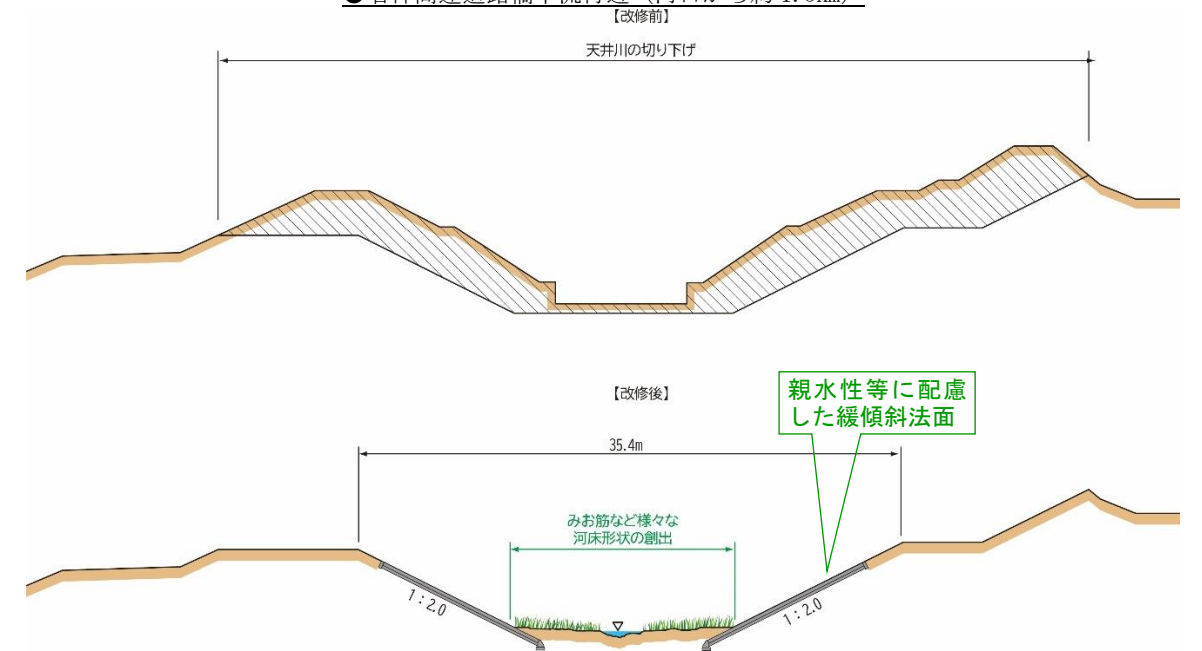 【改修前】
天井川の切り下げ
【改修後】
親水性等に配慮
した緩傾斜法面
35.4m
みお筋など様々な
河床形状の創出
1:2.0
1:2.0